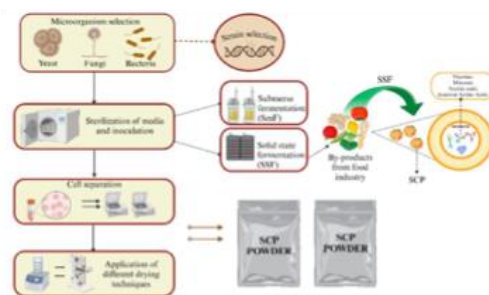 Microorganism selection
Yeast
Fungi
Bacteria
Strain selection
Sterilization of media
and inoculation
Submerse
fermentation (SmF)
Solid state
fermentation
(SSF)
SSF
By-products
from food
industry
SCP
Cell separation
Application of
different drying
techniques
SCP
POWDER
SCP
POWDER